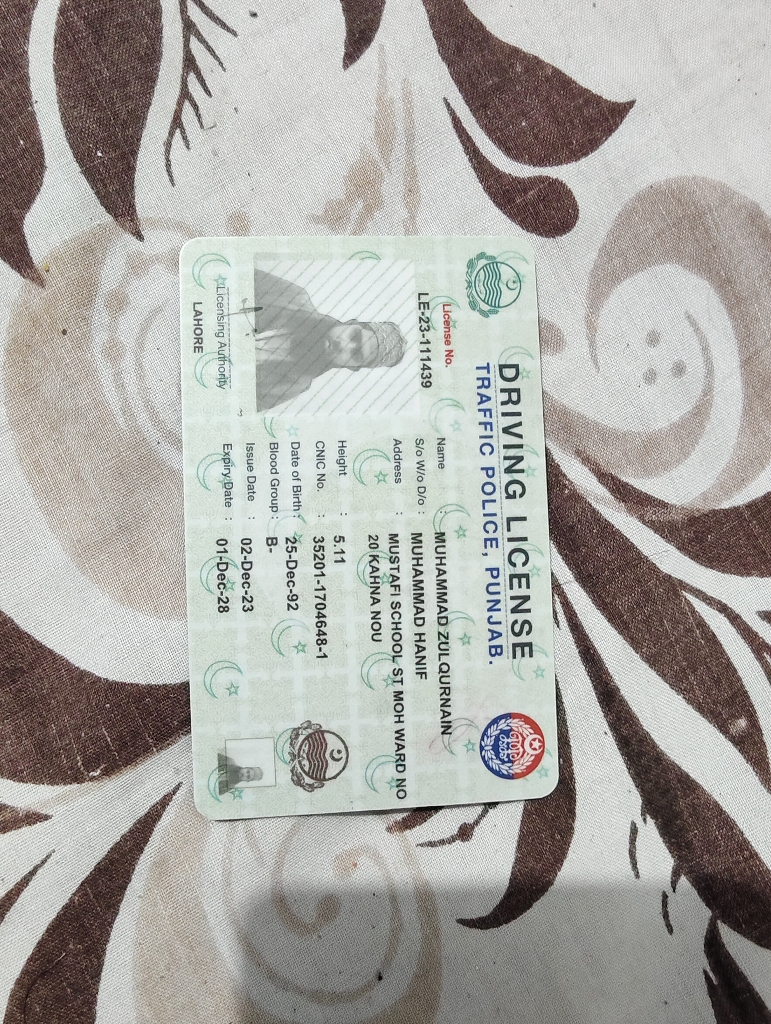 DRIVING LICENSE
TRAFFIC POLICE, PUNJAB.
License No.
LE-23-111439
Name : MUHAMMAD ZULQURNAIN
S/o W/o D/o : MUHAMMAD HANIF
Address : MUSTAFI SCHOOL ST MOH WARD NO
20 KAHNA NOU
Height : 5.11
CNIC No. : 35201-1704648-1
Date of Birth : 25-Dec-92
Blood Group : B-
Issue Date : 02-Dec-23
Expiry Date : 01-Dec-28
Licensing Authority
LAHORE